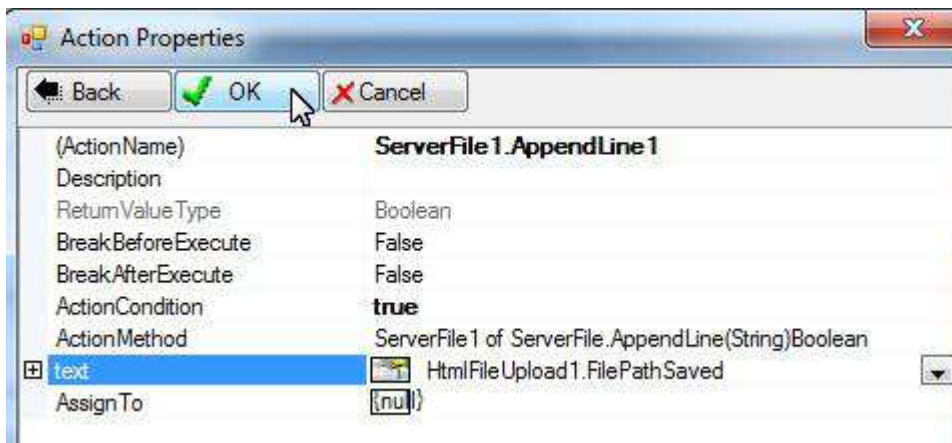 Action Properties
Back OK Cancel
(ActionName) ServerFile1.AppendLine1
Description
ReturnValueType Boolean
BreakBeforeExecute False
BreakAfterExecute False
ActionCondition true
ActionMethod ServerFile1 of ServerFile.AppendLine(String)Boolean
text HtmlFileUpload1.FilePathSaved
AssignTo {null}